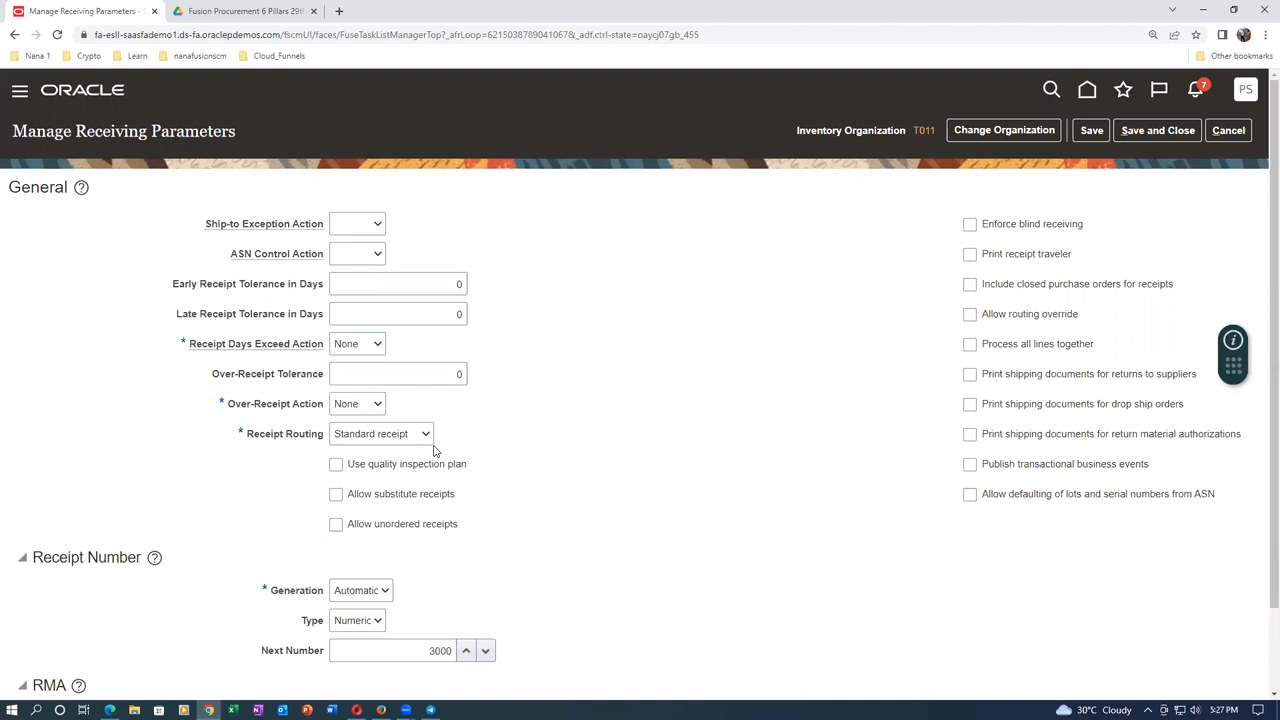 Manage Receiving Parameters -
Fusion Procurement 6 Pillars 29th
fa-esll-saasfademo1.ds-fa.oraclepdemos.com/fscmUI/faces/FuseTaskListManagerTop?_afrLoop=62150387890410678&_adf.ctrl-state=oaycj07gb_455
Nana 1
Crypto
Learn
nanafusionscm
Cloud_Funnels
Other bookmarks
ORACLE
7
PS
Manage Receiving Parameters
Inventory Organization T011
Change Organization
Save
Save and Close
Cancel
General
Ship-to Exception Action
Enforce blind receiving
ASN Control Action
Print receipt traveler
Early Receipt Tolerance in Days 0
Include closed purchase orders for receipts
Late Receipt Tolerance in Days 0
Allow routing override
* Receipt Days Exceed Action None
Process all lines together
Over-Receipt Tolerance 0
Print shipping documents for returns to suppliers
* Over-Receipt Action None
Print shipping documents for drop ship orders
* Receipt Routing Standard receipt
Print shipping documents for return material authorizations
Use quality inspection plan
Publish transactional business events
Allow substitute receipts
Allow defaulting of lots and serial numbers from ASN
Allow unordered receipts
Receipt Number
* Generation Automatic
Type Numeric
Next Number 3000
RMA
30°C Cloudy
5:27 PM